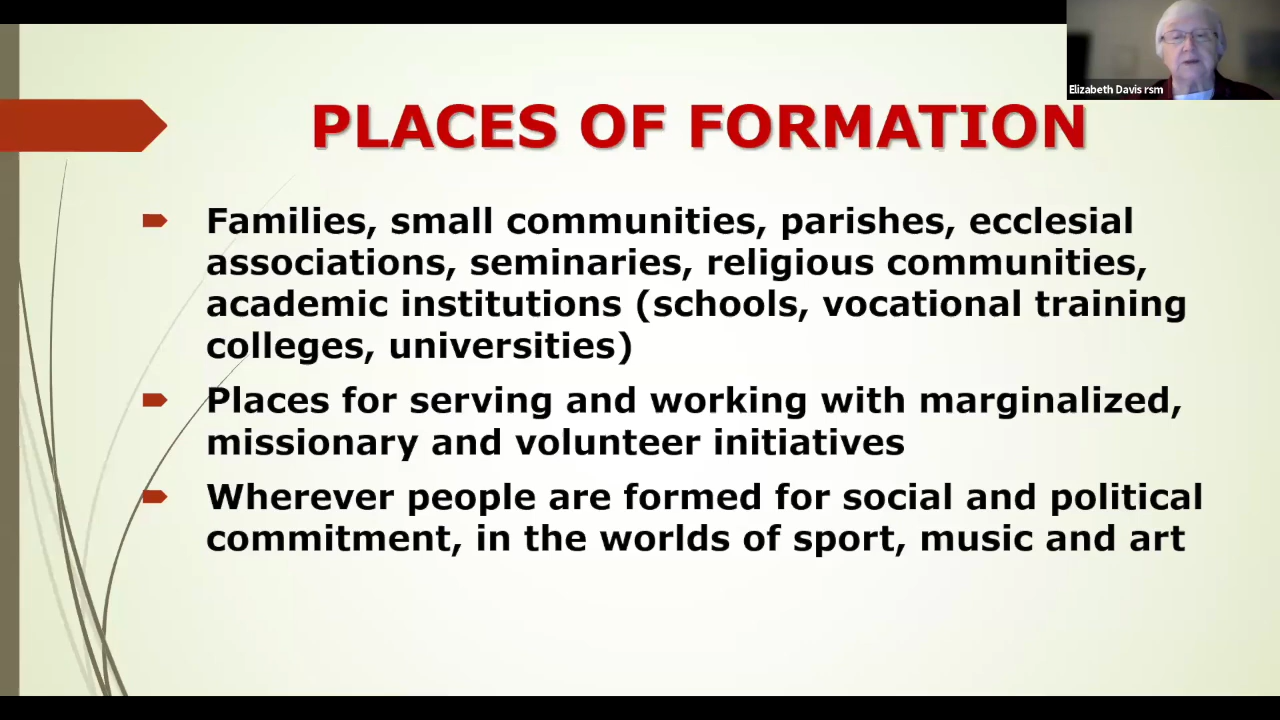 Elizabeth Davis rsm
PLACES OF FORMATION
Families, small communities, parishes, ecclesial
associations, seminaries, religious communities,
academic institutions (schools, vocational training
colleges, universities)
Places for serving and working with marginalized,
missionary and volunteer initiatives
Wherever people are formed for social and political
commitment, in the worlds of sport, music and art